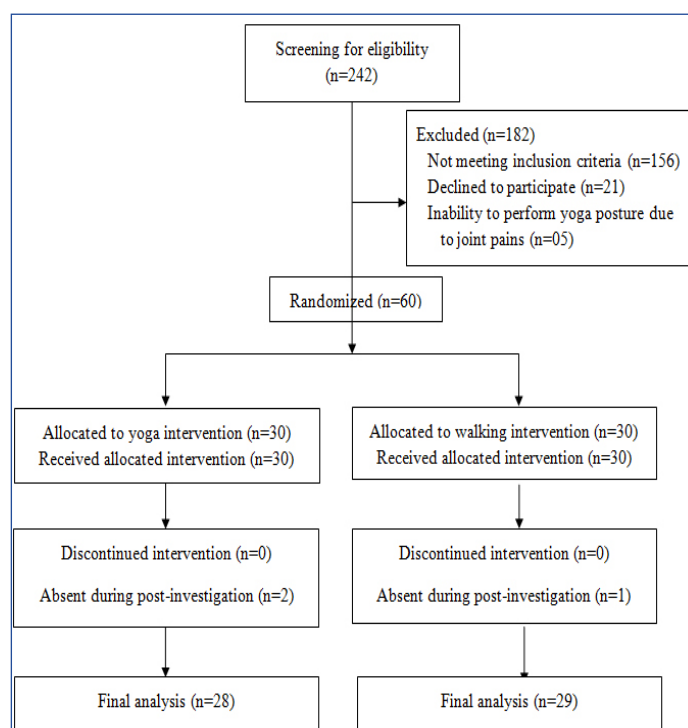 Screening for eligibility
(n=242)
Excluded (n=182)
Not meeting inclusion criteria (n=156)
Declined to participate (n=21)
Inability to perform yoga posture due
to joint pains (n=05)
Randomized (n=60)
Allocated to yoga intervention (n=30)
Received allocated intervention (n=30)
Allocated to walking intervention (n=30)
Received allocated intervention (n=30)
Discontinued intervention (n=0)
Absent during post-investigation (n=2)
Discontinued intervention (n=0)
Absent during post-investigation (n=1)
Final analysis (n=28)
Final analysis (n=29)